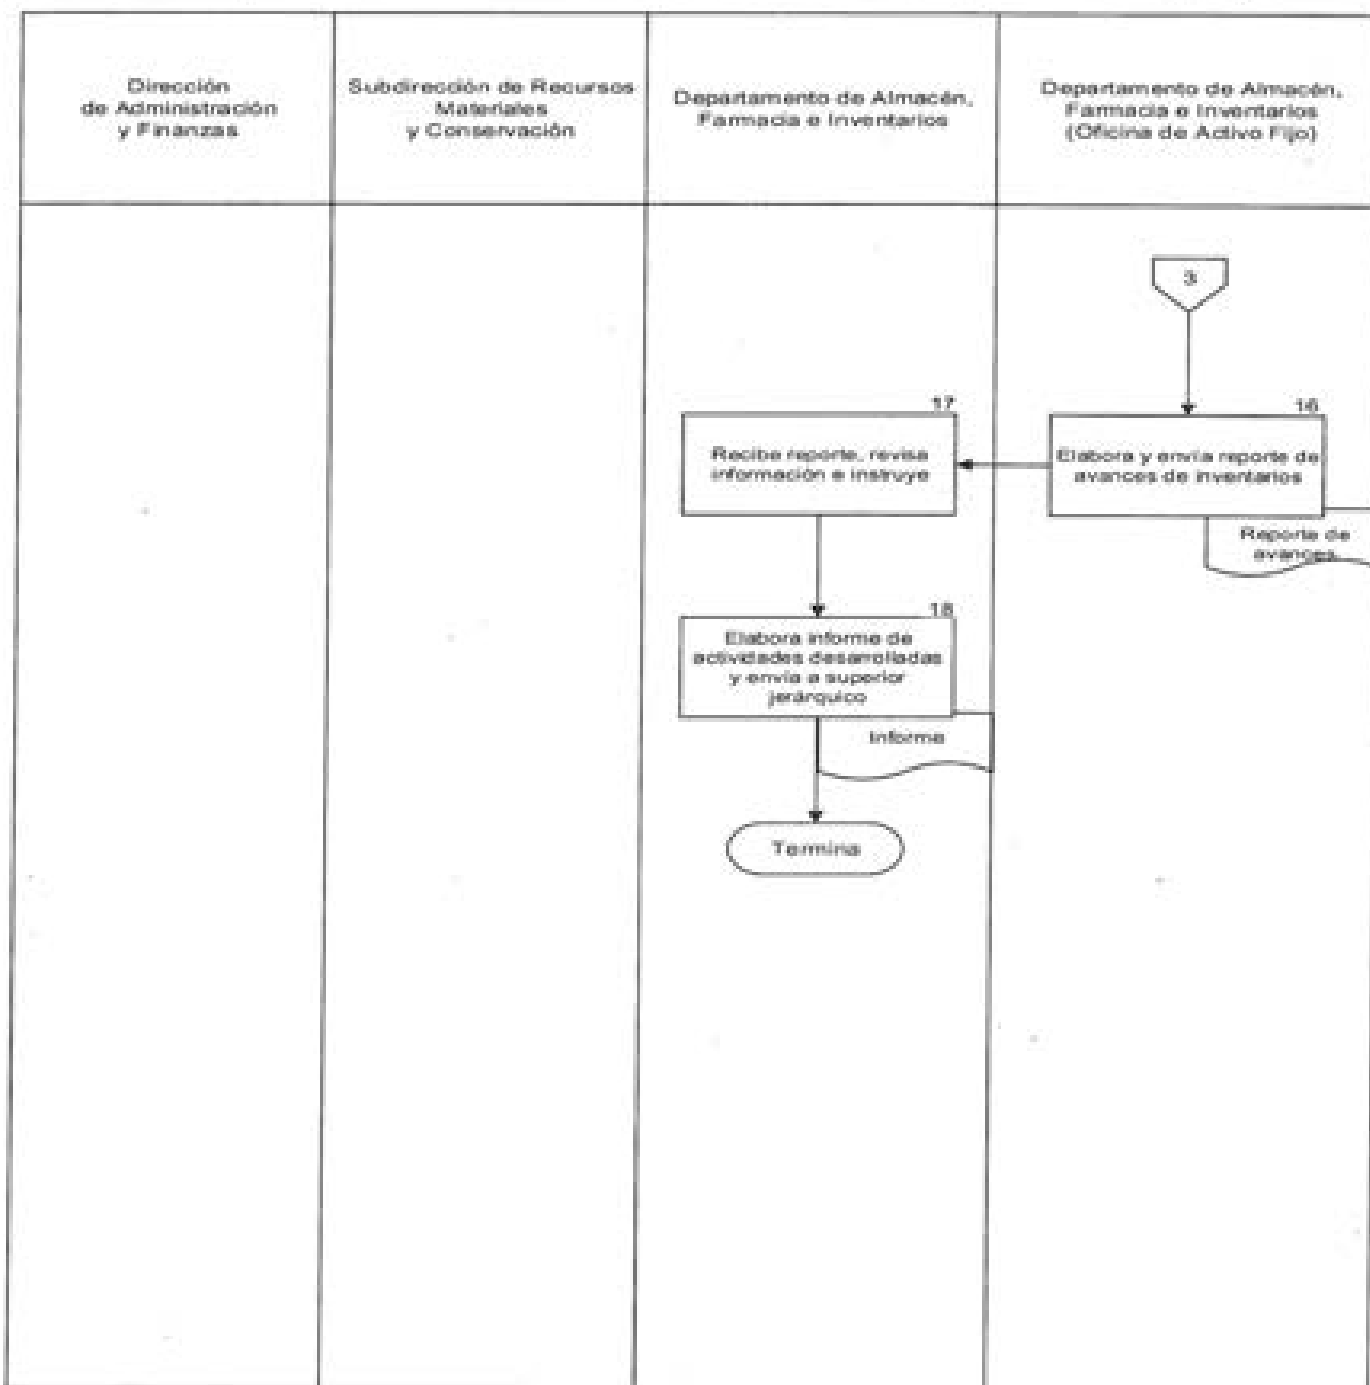 Dirección
de Administración
y Finanzas
Subdirección de Recursos
Materiales
y Conservación
Departamento de Almacén,
Farmacia e Inventarios
Departamento de Almacén,
Farmacia e Inventarios
(Oficina de Activo Fijo)
3
16
Elabora y envía reporte de
avances de inventarios
Reporte de
avances
17
Recibe reporte, revisa
información e instruye
18
Elabora informe de
actividades desarrolladas
y envía a superior
jerárquico
Informe
Termina